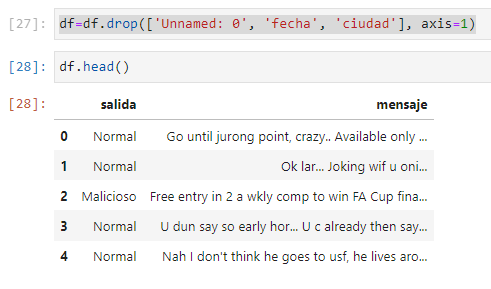 [27]: df=df.drop(['Unnamed: 0', 'fecha', 'ciudad'], axis=1)
[28]: df.head()
[28]: salida mensaje
0 Normal Go until jurong point, crazy.. Available only ...
1 Normal Ok lar... Joking wif u oni...
2 Malicioso Free entry in 2 a wkly comp to win FA Cup fina...
3 Normal U dun say so early hor... U c already then say...
4 Normal Nah I don't think he goes to usf, he lives aro...